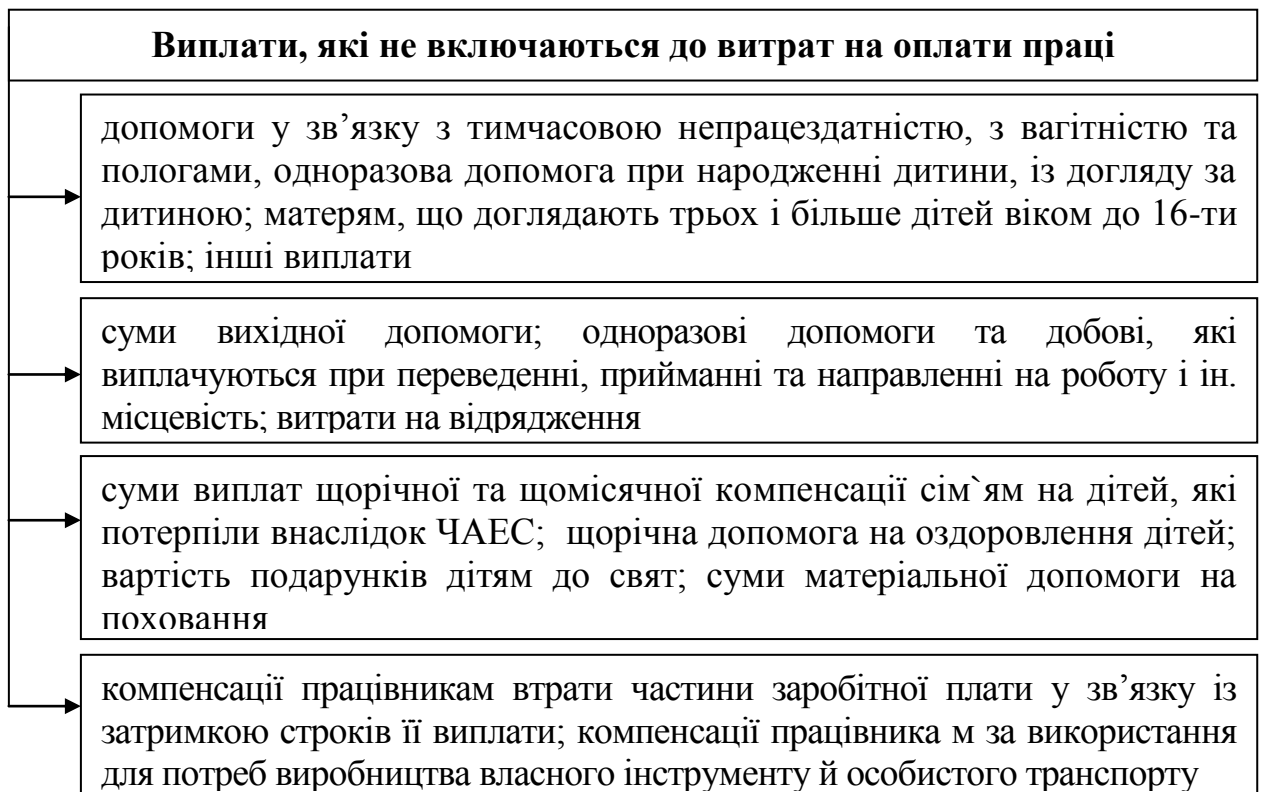 Виплати, які не включаються до витрат на оплати праці
допомоги у зв’язку з тимчасовою непрацездатністю, з вагітністю та
пологами, одноразова допомога при народженні дитини, із догляду за
дитиною; матерям, що доглядають трьох і більше дітей віком до 16-ти
років; інші виплати
суми вихідної допомоги; одноразові допомоги та добові, які
виплачуються при переведенні, прийманні та направленні на роботу і ін.
місцевість; витрати на відрядження
суми виплат щорічної та щомісячної компенсації сім`ям на дітей, які
потерпіли внаслідок ЧАЕС; щорічна допомога на оздоровлення дітей;
вартість подарунків дітям до свят; суми матеріальної допомоги на
поховання
компенсації працівникам втрати частини заробітної плати у зв’язку із
затримкою строків її виплати; компенсації працівника м за використання
для потреб виробництва власного інструменту й особистого транспорту